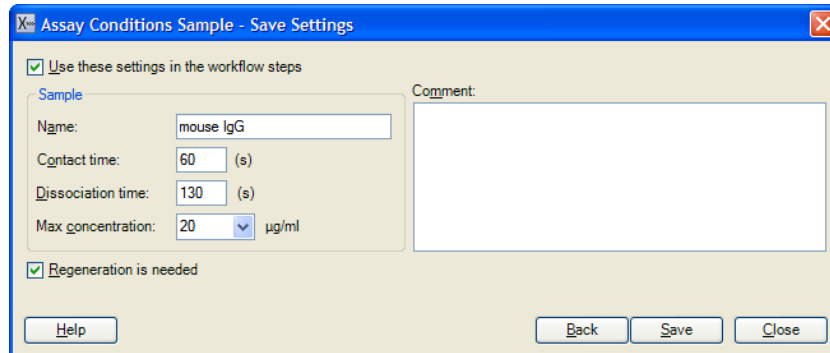 Assay Conditions Sample - Save Settings
Use these settings in the workflow steps
Sample
Name: mouse IgG
Contact time: 60 (s)
Dissociation time: 130 (s)
Max concentration: 20 µg/ml
Comment:
Regeneration is needed
Help Back Save Close